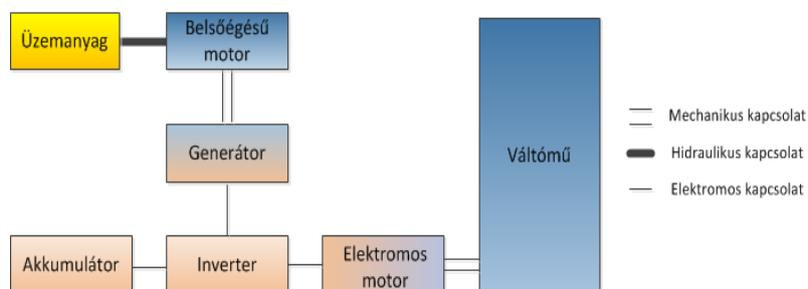 Üzemanyag
Belsőégésű
motor
Generátor
Váltómű
Akkumulátor
Inverter
Elektromos
motor
Mechanikus kapcsolat
Hidraulikus kapcsolat
Elektromos kapcsolat